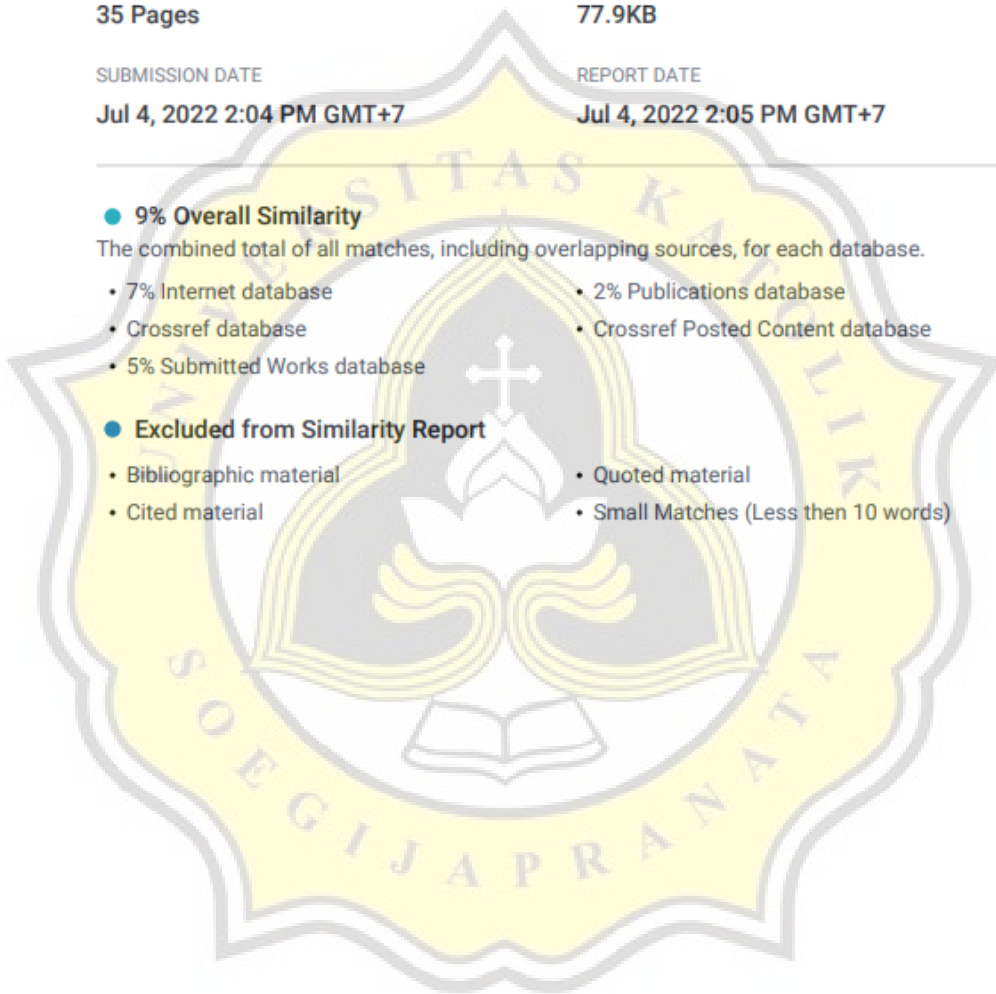 35 Pages 77.9KB
SUBMISSION DATE REPORT DATE
Jul 4, 2022 2:04 PM GMT+7 Jul 4, 2022 2:05 PM GMT+7
● 9% Overall Similarity
The combined total of all matches, including overlapping sources, for each database.
• 7% Internet database • 2% Publications database
• Crossref database • Crossref Posted Content database
• 5% Submitted Works database
● Excluded from Similarity Report
• Bibliographic material • Quoted material
• Cited material • Small Matches (Less then 10 words)
UNIVERSITAS KATOLIK
SOEGIJAPRANATA